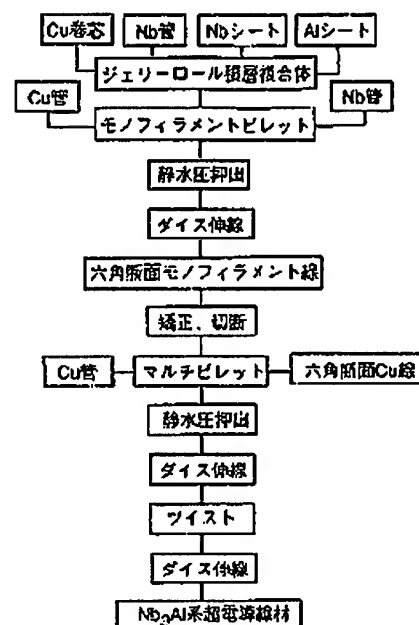 Cu巻芯 Nb管 Nbシート Alシート
ジェリーロール積層複合体
Cu管 Nb管
モノフィラメントビレット
静水圧押出
ダイス伸線
六角断面モノフィラメント線
矯正、切断
Cu管 マルチビレット 六角断面Cu線
静水圧押出
ダイス伸線
ツイスト
ダイス伸線
Nb₃Al系超電導線材